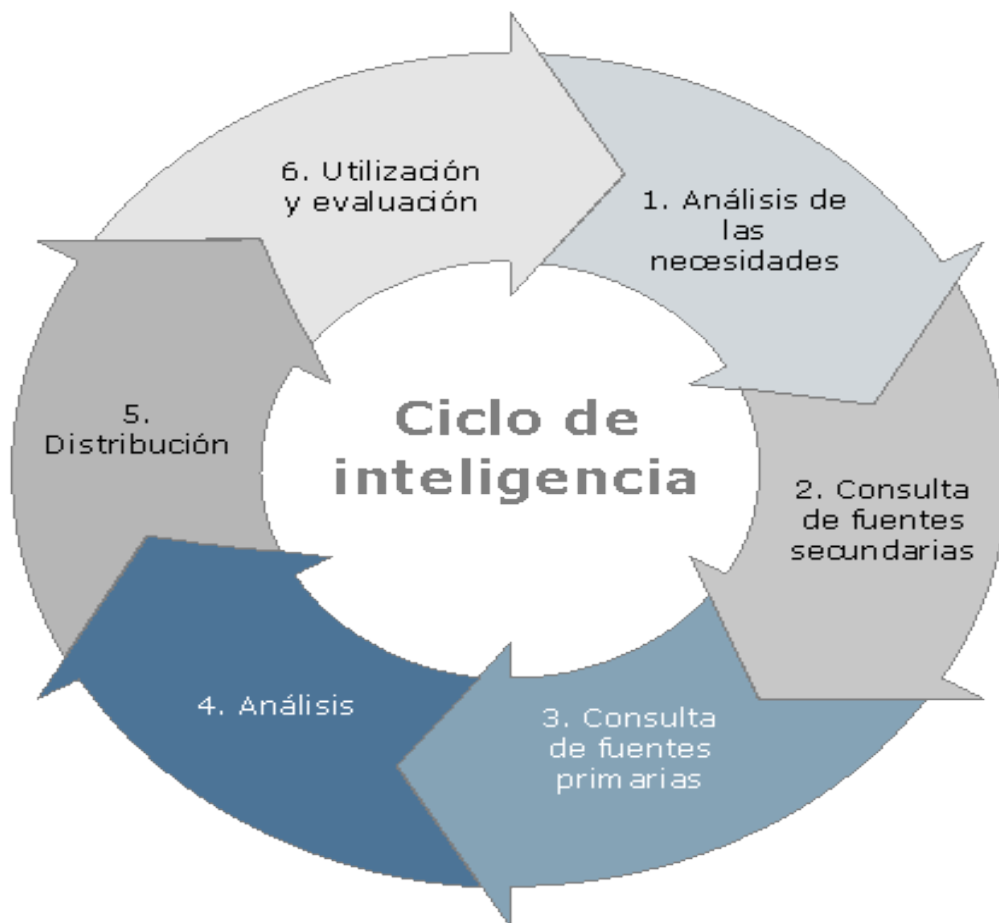 6. Utilización
y evaluación
1. Análisis de
las
necesidades
5.
Distribución
Ciclo de
inteligencia
2. Consulta
de fuentes
secundarias
4. Análisis
3. Consulta
de fuentes
primarias